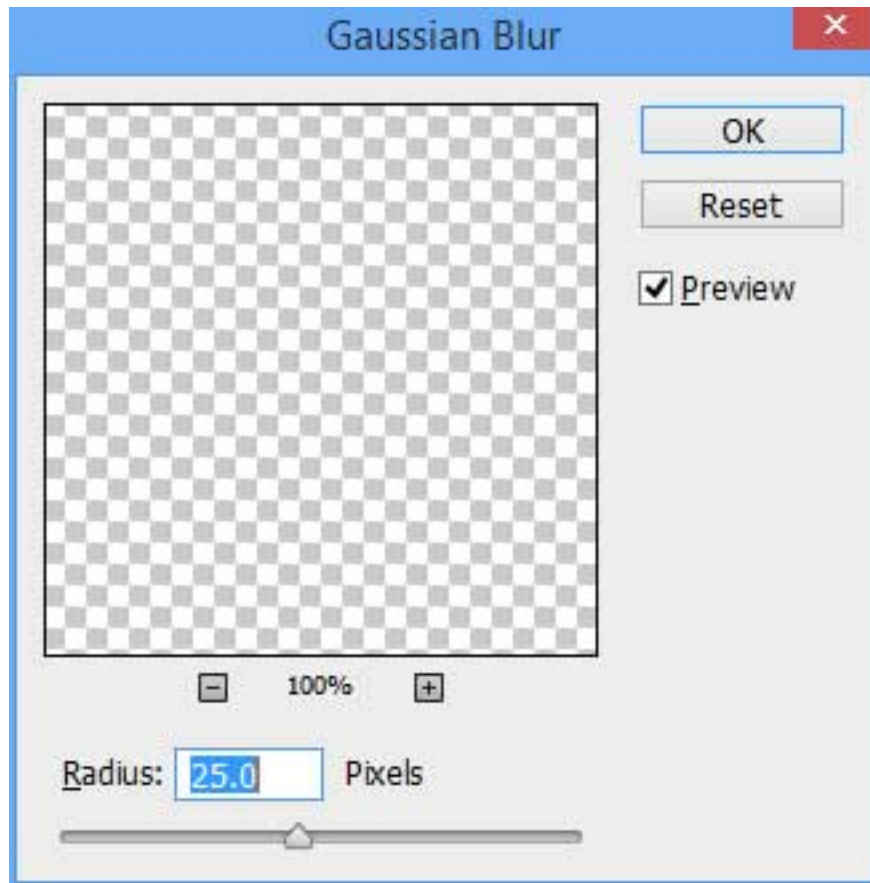 Gaussian Blur
OK
Reset
Preview
100%
Radius: 25.0 Pixels